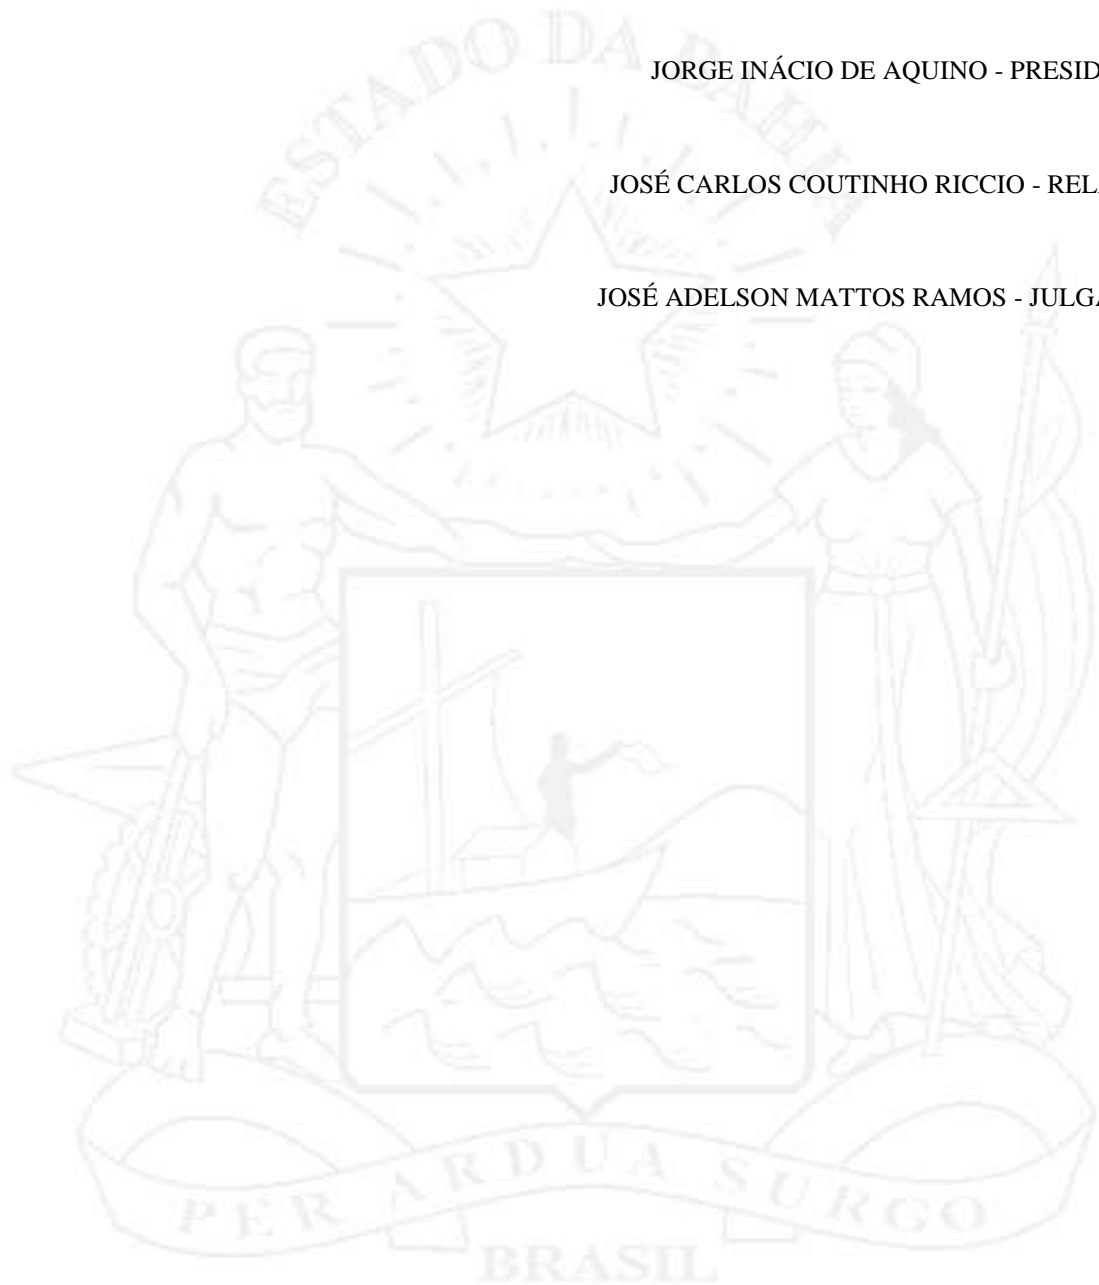 ESTADO DA BAHIA
JORGE INÁCIO DE AQUINO - PRESID
JOSÉ CARLOS COUTINHO RICCIO - REL
JOSÉ ADELSON MATTOS RAMOS - JULG
PER ARDUA SURGO
BRASIL